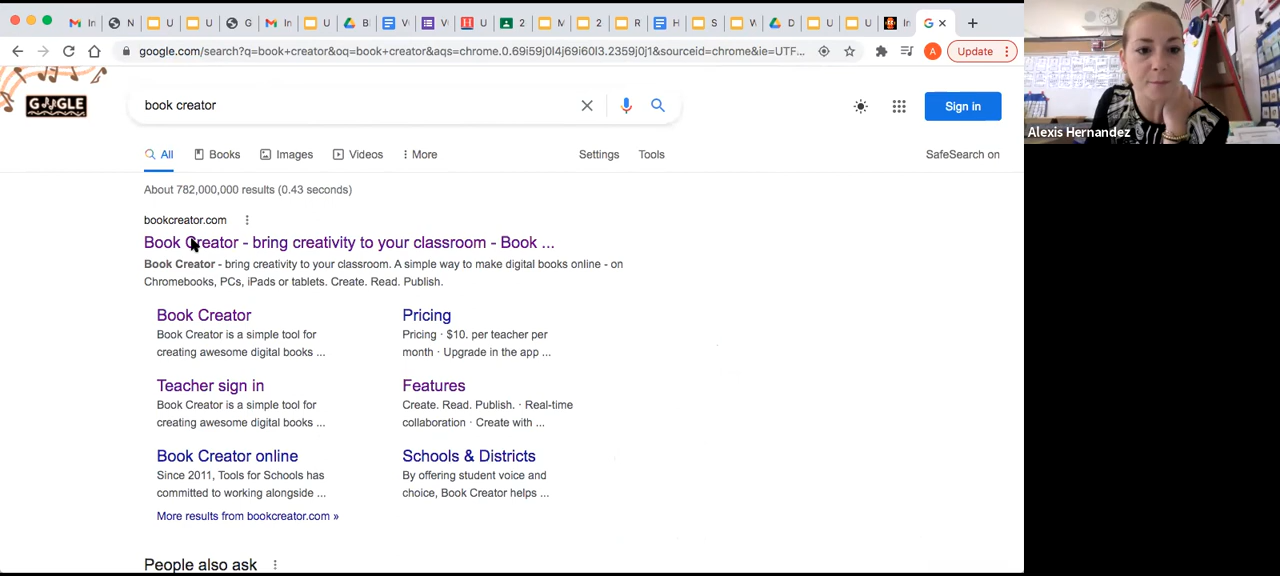 N
U
U
G
In
U
B
V
V
U
2
M
2
R
H
S
W
D
U
U
In
G
google.com/search?q=book+creator&oq=book+creator&aqs=chrome.0.69i59j0l4j69i60l3.2359j0j1&sourceid=chrome&ie=UTF...
A
Update
GOOGLE
book creator
Sign in
All
Books
Images
Videos
More
Settings
Tools
SafeSearch on
About 782,000,000 results (0.43 seconds)
bookcreator.com
Book Creator - bring creativity to your classroom - Book ...
Book Creator - bring creativity to your classroom. A simple way to make digital books online - on
Chromebooks, PCs, iPads or tablets. Create. Read. Publish.
Book Creator
Book Creator is a simple tool for
creating awesome digital books ...
Pricing
Pricing · $10. per teacher per
month · Upgrade in the app ...
Teacher sign in
Book Creator is a simple tool for
creating awesome digital books ...
Features
Create. Read. Publish. · Real-time
collaboration · Create with ...
Book Creator online
Since 2011, Tools for Schools has
committed to working alongside ...
Schools & Districts
By offering student voice and
choice, Book Creator helps ...
More results from bookcreator.com »
People also ask
Alexis Hernandez